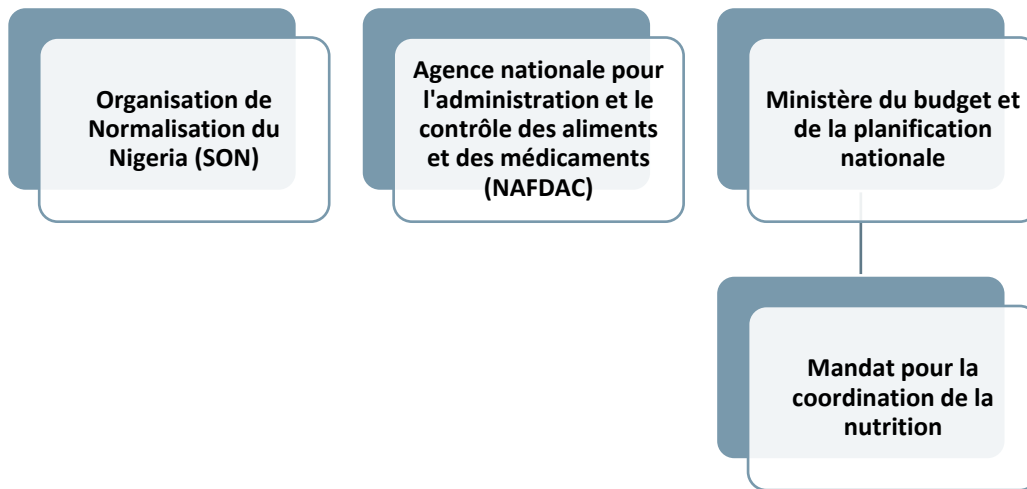 Organisation de
Normalisation du
Nigeria (SON)
Agence nationale pour
l'administration et le
contrôle des aliments
et des médicaments
(NAFDAC)
Ministère du budget et
de la planification
nationale
Mandat pour la
coordination de la
nutrition